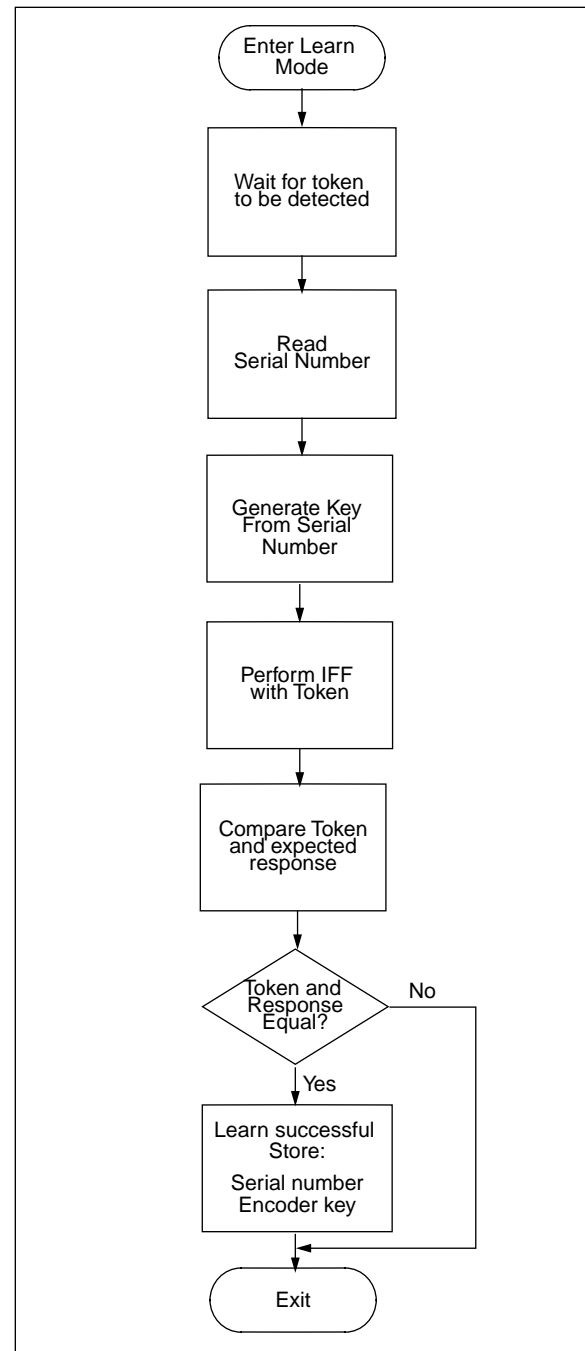 Enter Learn
Mode
Wait for token
to be detected
Read
Serial Number
Generate Key
From Serial
Number
Perform IFF
with Token
Compare Token
and expected
response
Token and
Response
Equal?
No
Yes
Learn successful
Store:
Serial number
Encoder key
Exit